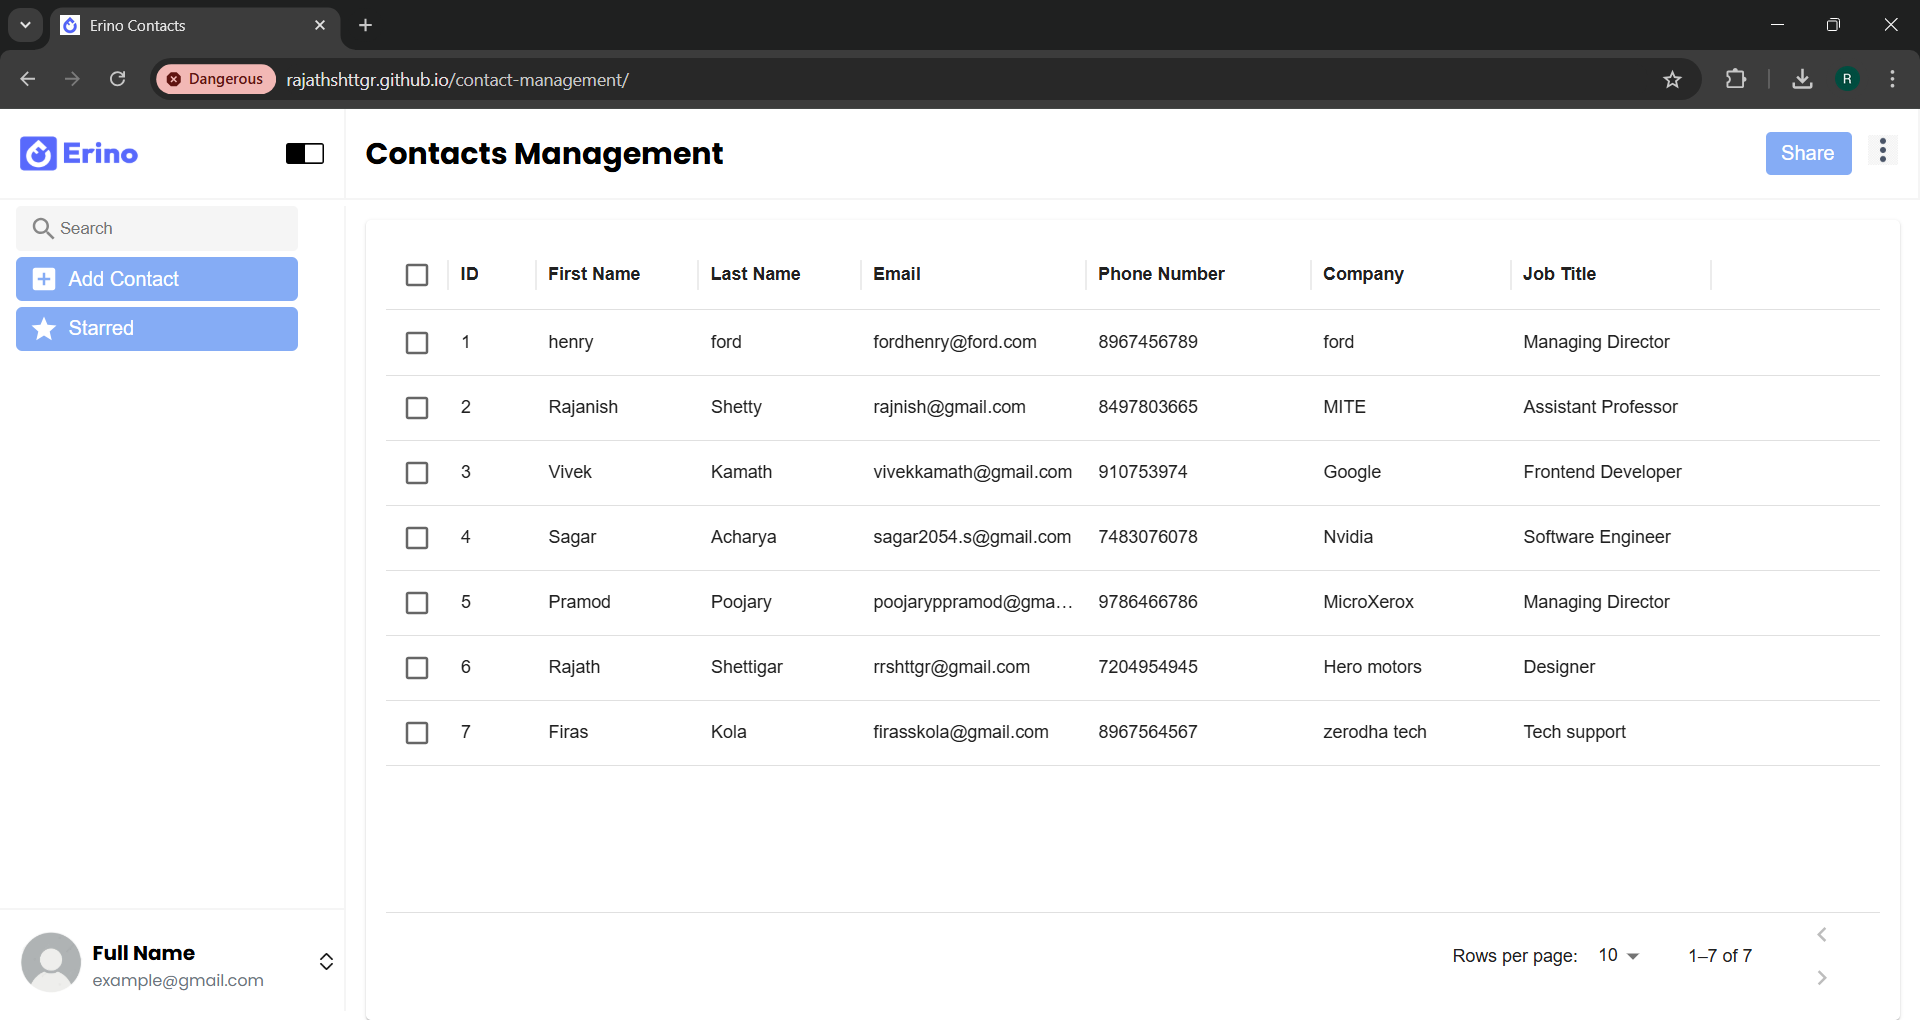 Erino Contacts
Dangerous rajathshttgr.github.io/contact-management/
R
Erino
Contacts Management
Share
Search
Add Contact
Starred
ID First Name Last Name Email Phone Number Company Job Title
1 henry ford fordhenry@ford.com 8967456789 ford Managing Director
2 Rajanish Shetty rajnish@gmail.com 8497803665 MITE Assistant Professor
3 Vivek Kamath vivekkamath@gmail.com 910753974 Google Frontend Developer
4 Sagar Acharya sagar2054.s@gmail.com 7483076078 Nvidia Software Engineer
5 Pramod Poojary poojaryppramod@gma... 9786466786 MicroXerox Managing Director
6 Rajath Shettigar rrshttgr@gmail.com 7204954945 Hero motors Designer
7 Firas Kola firasskola@gmail.com 8967564567 zerodha tech Tech support
Full Name
example@gmail.com
Rows per page: 10 1–7 of 7